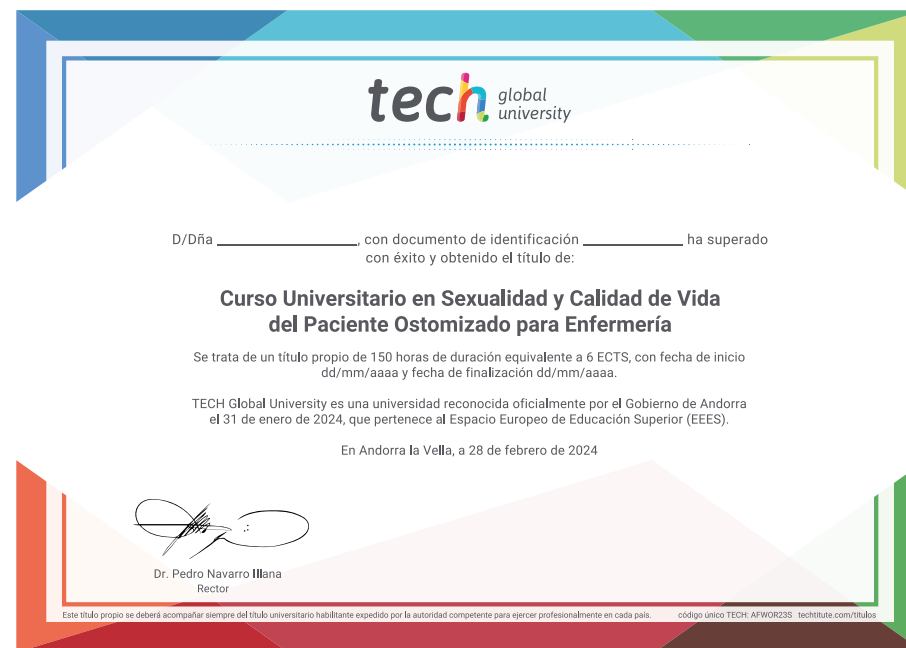 tech global university
D/Dña ______________, con documento de identificación __________ ha superado
con éxito y obtenido el título de:
Curso Universitario en Sexualidad y Calidad de Vida
del Paciente Ostomizado para Enfermería
Se trata de un título propio de 150 horas de duración equivalente a 6 ECTS, con fecha de inicio
dd/mm/aaaa y fecha de finalización dd/mm/aaaa.
TECH Global University es una universidad reconocida oficialmente por el Gobierno de Andorra
el 31 de enero de 2024, que pertenece al Espacio Europeo de Educación Superior (EEES).
En Andorra la Vella, a 28 de febrero de 2024
Dr. Pedro Navarro Illana
Rector
Este título propio se deberá acompañar siempre del título universitario habilitante expedido por la autoridad competente para ejercer profesionalmente en cada país. código único TECH: AFWOR23S techtitute.com/titulos